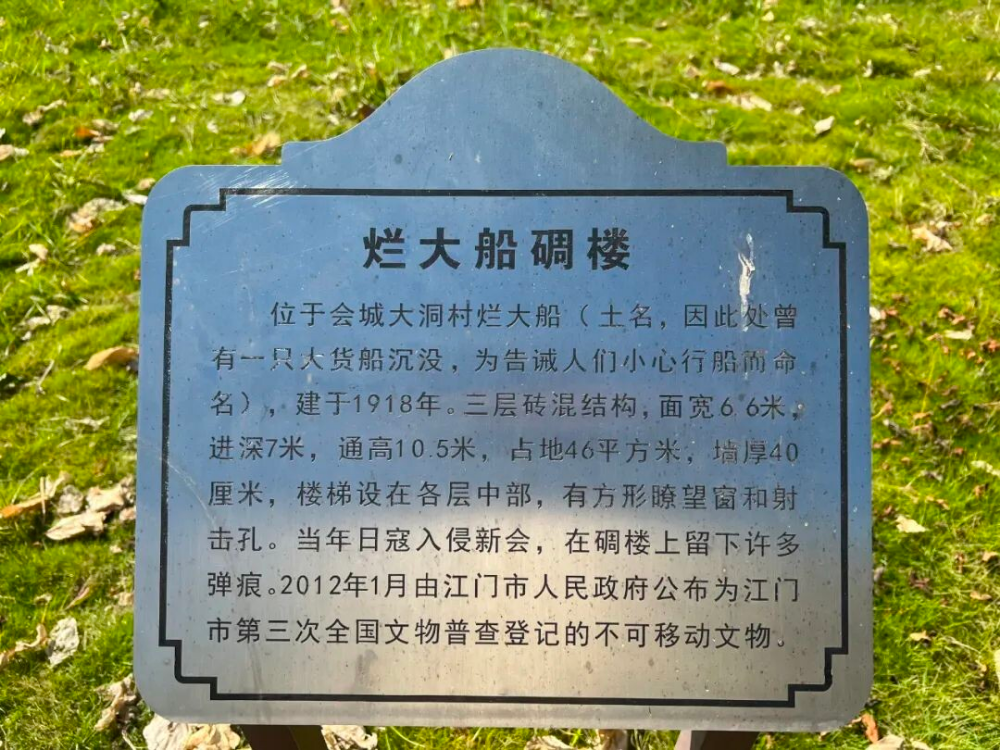 烂大船碉楼
位于会城大洞村烂大船（土名，因此处曾
有一只大货船沉没，为告诫人们小心行船而命
名），建于1918年。三层砖混结构，面宽6.6米，
进深7米，通高10.5米，占地46平方米，墙厚40
厘米，楼梯设在各层中部，有方形瞭望窗和射
击孔。当年日寇入侵新会，在碉楼上留下许多
弹痕。2012年1月由江门市人民政府公布为江门
市第三次全国文物普查登记的不可移动文物。